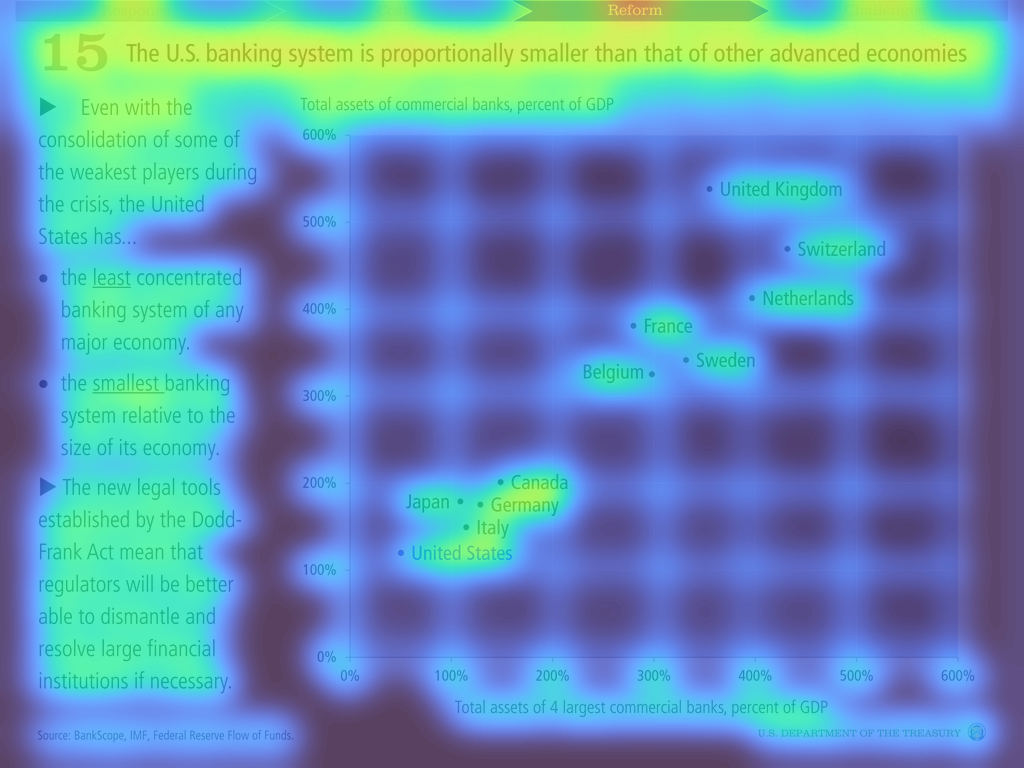 Reform
15 The U.S. banking system is proportionally smaller than that of other advanced economies
▶ Even with the
consolidation of some of
the weakest players during
the crisis, the United
States has...
• the least concentrated
banking system of any
major economy.
• the smallest banking
system relative to the
size of its economy.
▶ The new legal tools
established by the Dodd-
Frank Act mean that
regulators will be better
able to dismantle and
resolve large financial
institutions if necessary.
Total assets of commercial banks, percent of GDP
600%
500%
400%
300%
200%
100%
0%
United Kingdom
Switzerland
Netherlands
France
Sweden
Belgium
Canada
Japan
Germany
Italy
United States
0% 100% 200% 300% 400% 500% 600%
Total assets of 4 largest commercial banks, percent of GDP
Source: BankScope, IMF, Federal Reserve Flow of Funds.
U.S. DEPARTMENT OF THE TREASURY